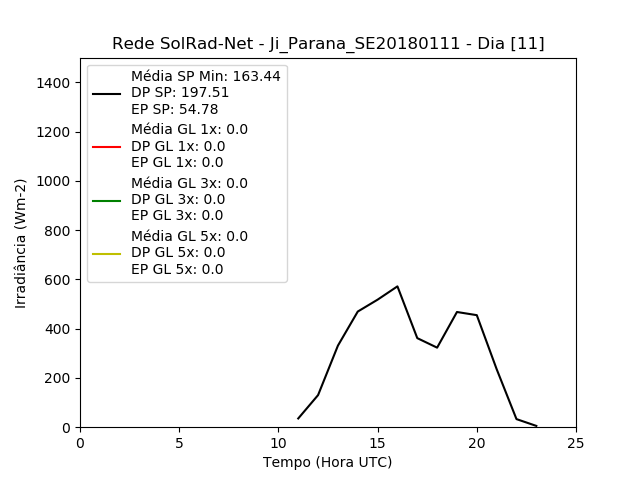 Rede SolRad-Net - Ji_Parana_SE20180111 - Dia [11]
Média SP Min: 163.44
DP SP: 197.51
EP SP: 54.78
Média GL 1x: 0.0
DP GL 1x: 0.0
EP GL 1x: 0.0
Média GL 3x: 0.0
DP GL 3x: 0.0
EP GL 3x: 0.0
Média GL 5x: 0.0
DP GL 5x: 0.0
EP GL 5x: 0.0
Irradiância (Wm-2)
1400
1200
1000
800
600
400
200
0
0 5 10 15 20 25
Tempo (Hora UTC)